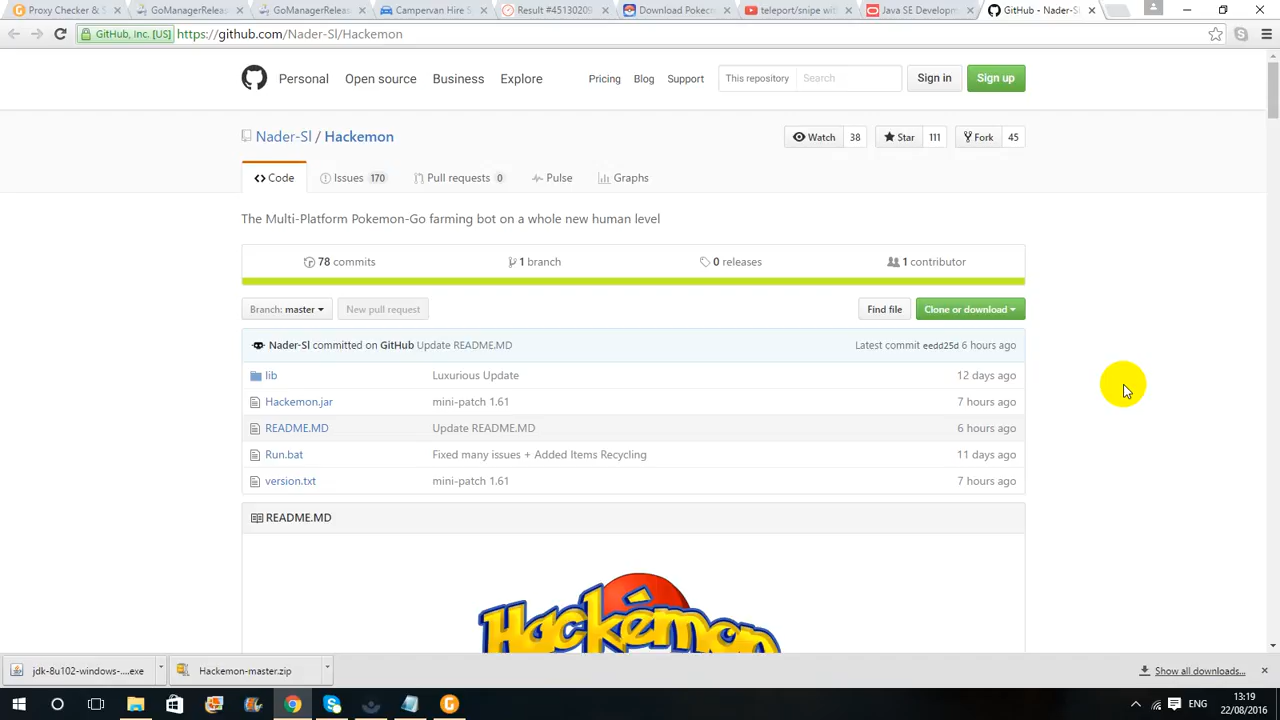 Proxy Checker & S
GoManagerReleas
GoManagerReleas
Campervan Hire S
Result #45130209
Download Pokec
teleport/snipe wit
Java SE Developm
GitHub - Nader-Sl
GitHub, Inc. [US] https://github.com/Nader-Sl/Hackemon
Personal Open source Business Explore Pricing Blog Support This repository Search Sign in Sign up
Nader-Sl / Hackemon Watch 38 Star 111 Fork 45
Code Issues 170 Pull requests 0 Pulse Graphs
The Multi-Platform Pokemon-Go farming bot on a whole new human level
78 commits 1 branch 0 releases 1 contributor
Branch: master New pull request Find file Clone or download
Nader-Sl committed on GitHub Update README.MD Latest commit eedd25d 6 hours ago
lib Luxurious Update 12 days ago
Hackemon.jar mini-patch 1.61 7 hours ago
README.MD Update README.MD 6 hours ago
Run.bat Fixed many issues + Added Items Recycling 11 days ago
version.txt mini-patch 1.61 7 hours ago
README.MD
Hackémon
jdk-8u102-windows-....exe Hackemon-master.zip Show all downloads...
ENG 13:19
22/08/2016